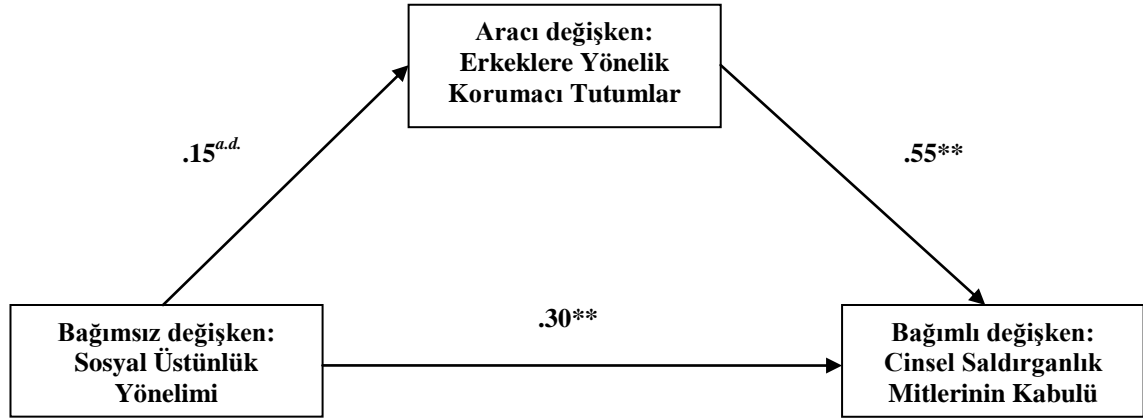 Aracı değişken:
Erkeklere Yönelik
Korumacı Tutumlar
.15a.d.
.55**
.30**
Bağımsız değişken:
Sosyal Üstünlük
Yönelimi
Bağımlı değişken:
Cinsel Saldırganlık
Mitlerinin Kabulü